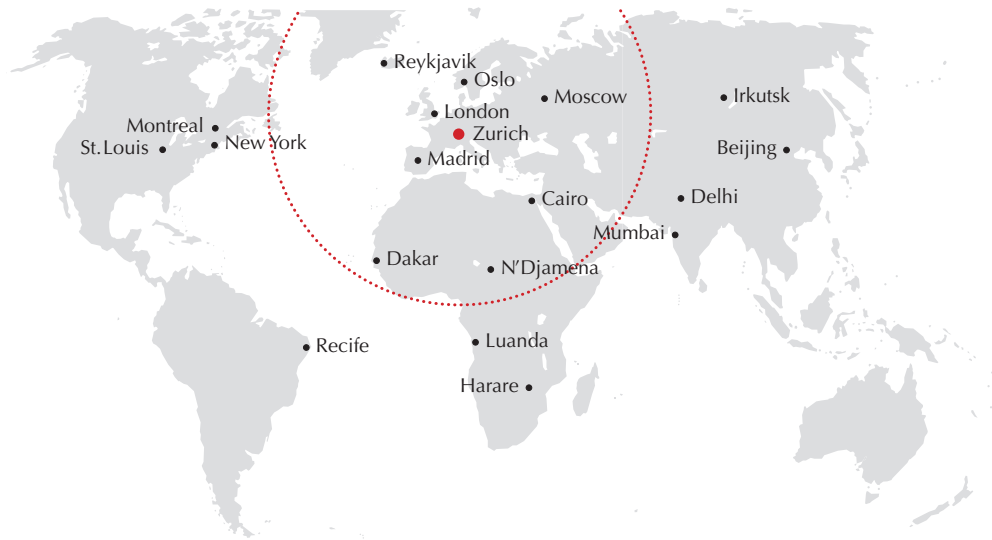 Reykjavik
Oslo
Moscow
Irkutsk
London
Montreal
Zurich
New York
St. Louis
Beijing
Madrid
Delhi
Cairo
Mumbai
Dakar
N'Djamena
Luanda
Recife
Harare